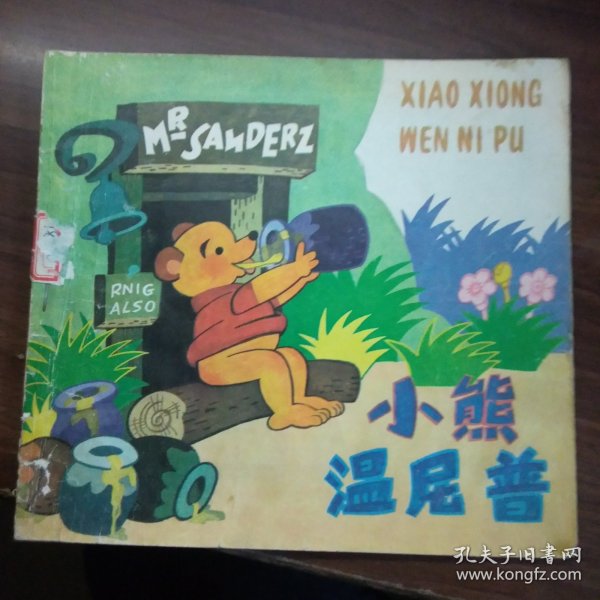 XIAO XIONG
WEN NI PU
MR SANDERZ
RNIG
ALSO
小熊
温尼普
孔夫子旧书网
www.kongfz.com